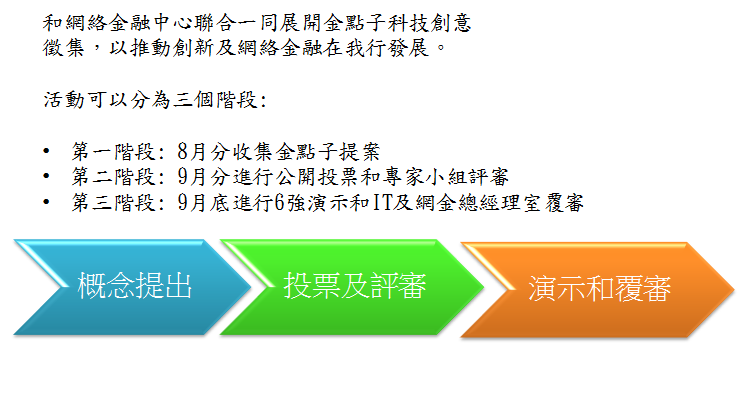 和網絡金融中心聯合一同展開金點子科技創意
徵集，以推動創新及網絡金融在我行發展。
活動可以分為三個階段:
• 第一階段: 8月分收集金點子提案
• 第二階段: 9月分進行公開投票和專家小組評審
• 第三階段: 9月底進行6強演示和IT及網金總經理室覆審
概念提出
投票及評審
演示和覆審